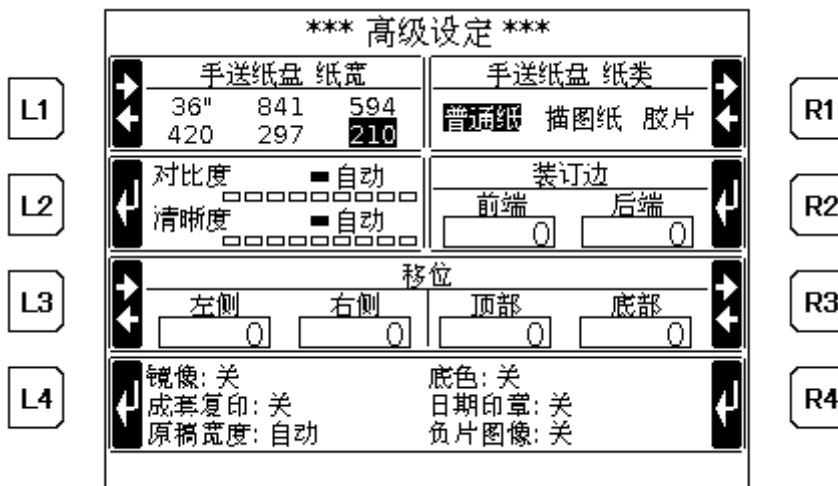 *** 高级设定 ***
L1
手送纸盘 纸宽
36" 841 594
420 297 210
手送纸盘 纸类
普通纸 描图纸 胶片
R1
L2
对比度 自动
清晰度 自动
装订边
前端 后端
0 0
R2
L3
移位
左侧 右侧 顶部 底部
0 0 0 0
R3
L4
镜像: 关
成套复印: 关
原稿宽度: 自动
底色: 关
日期印章: 关
负片图像: 关
R4